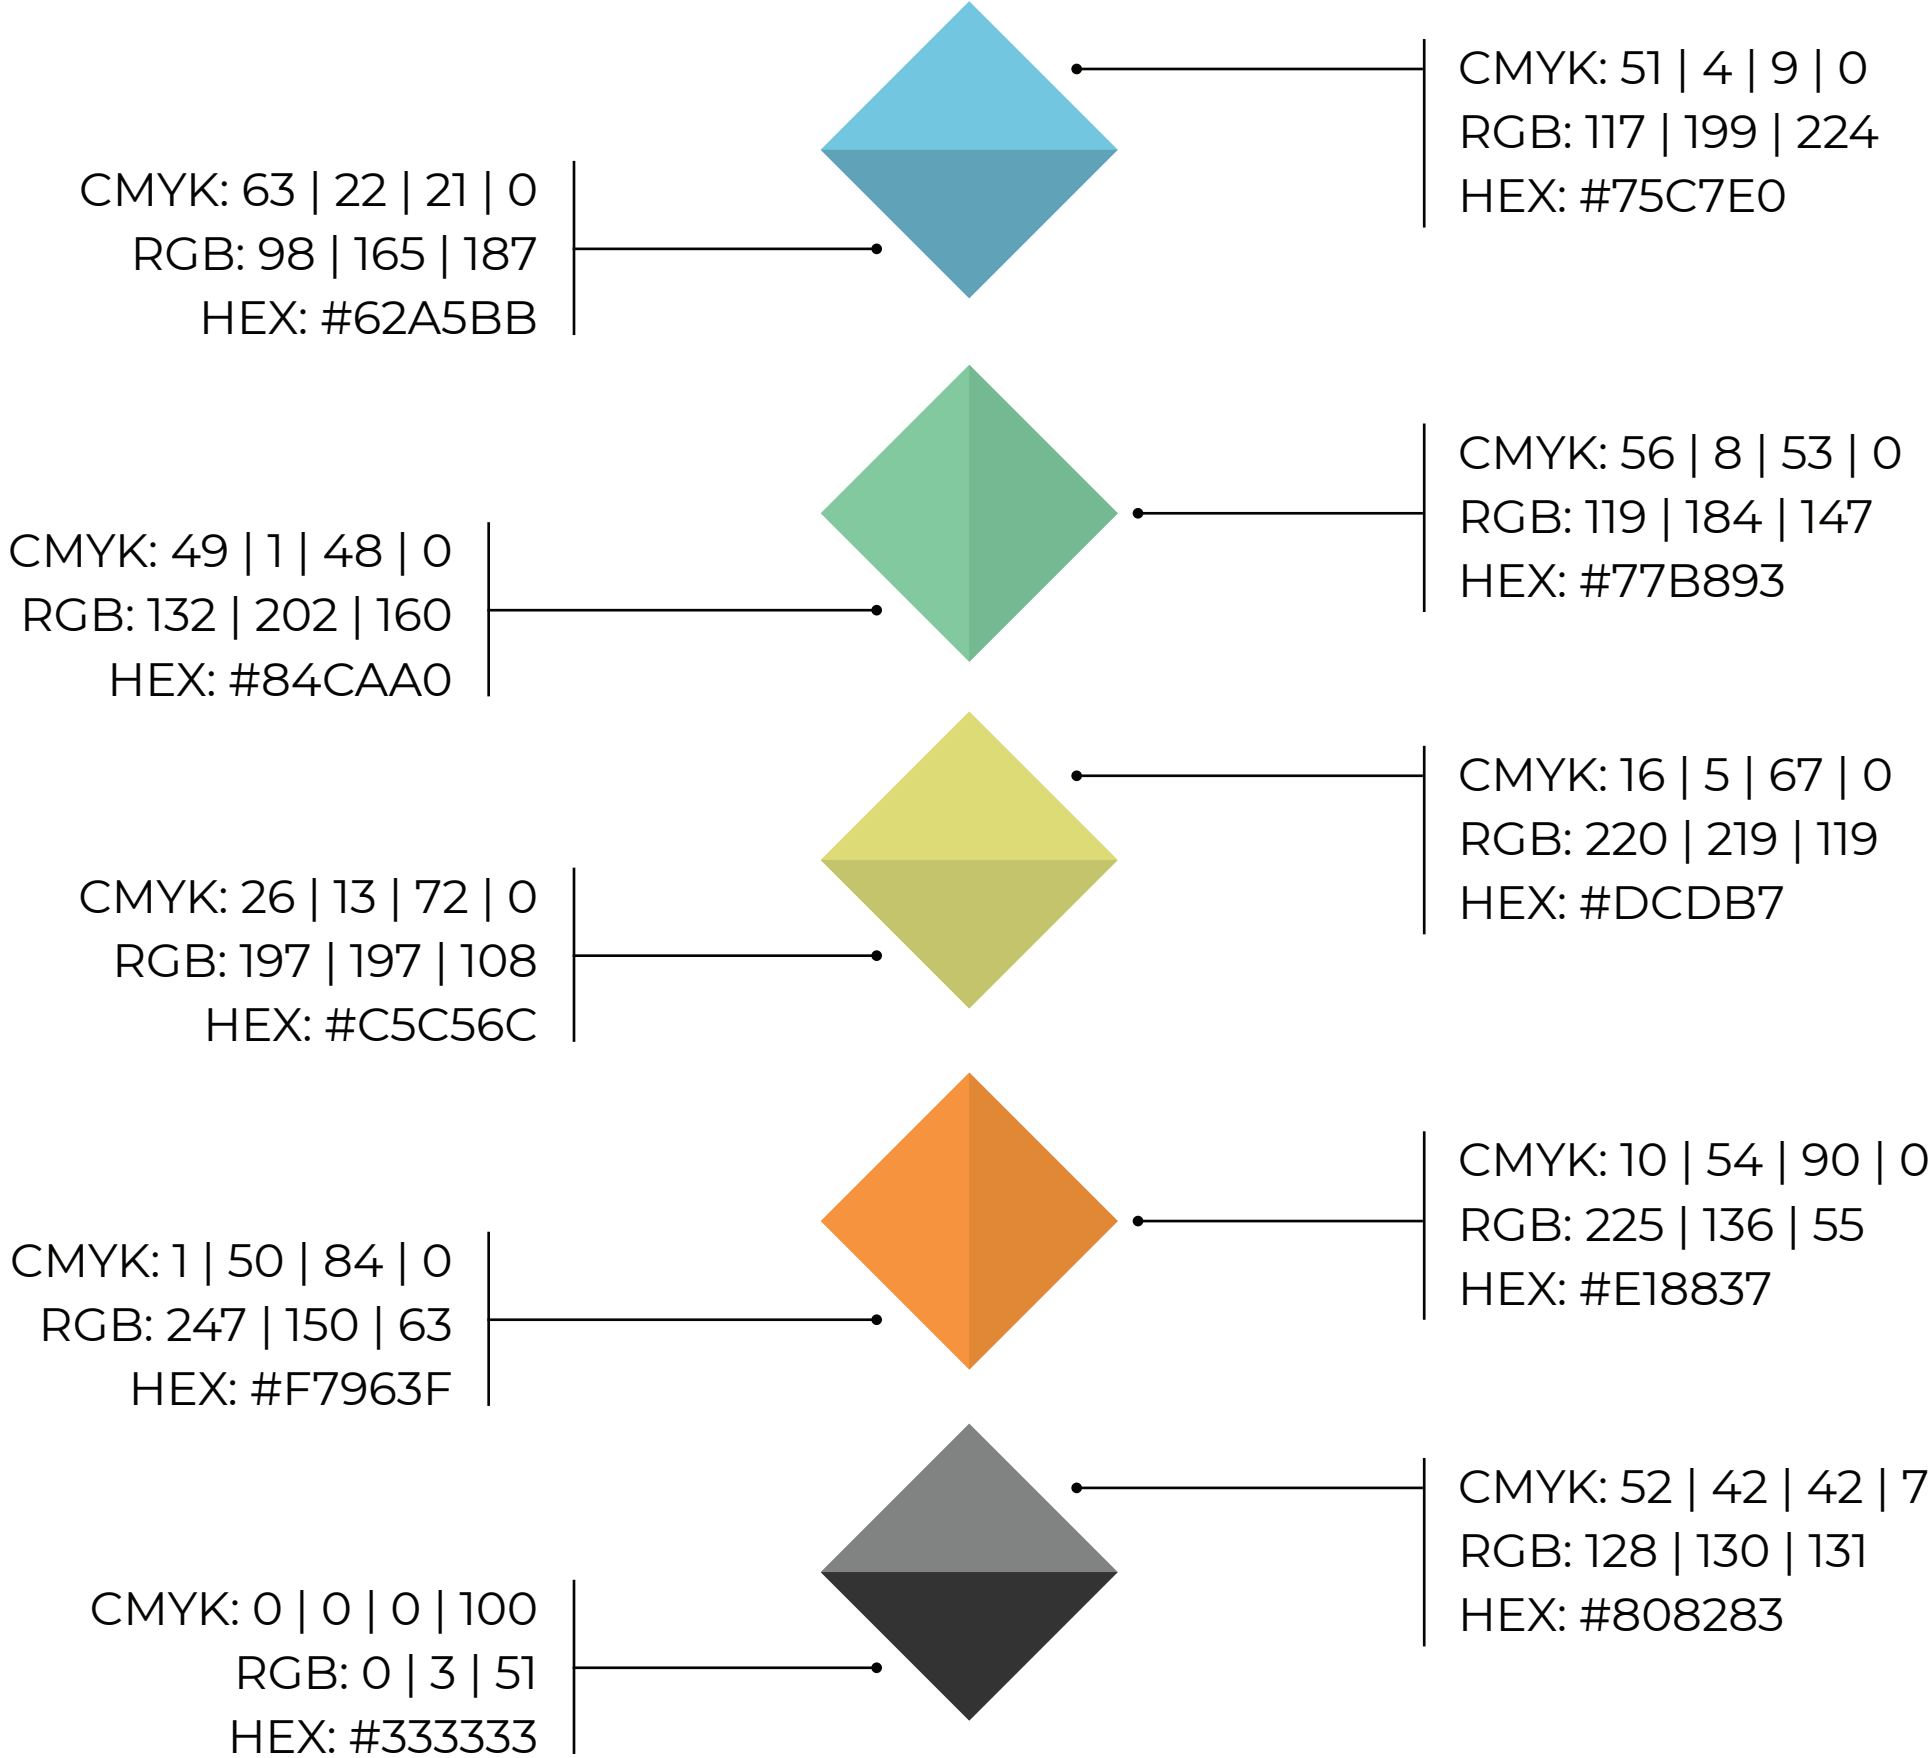 CMYK: 51 | 4 | 9 | 0
RGB: 117 | 199 | 224
HEX: #75C7E0
CMYK: 63 | 22 | 21 | 0
RGB: 98 | 165 | 187
HEX: #62A5BB
CMYK: 56 | 8 | 53 | 0
RGB: 119 | 184 | 147
HEX: #77B893
CMYK: 49 | 1 | 48 | 0
RGB: 132 | 202 | 160
HEX: #84CAA0
CMYK: 16 | 5 | 67 | 0
RGB: 220 | 219 | 119
HEX: #DCDB7
CMYK: 26 | 13 | 72 | 0
RGB: 197 | 197 | 108
HEX: #C5C56C
CMYK: 10 | 54 | 90 | 0
RGB: 225 | 136 | 55
HEX: #E18837
CMYK: 1 | 50 | 84 | 0
RGB: 247 | 150 | 63
HEX: #F7963F
CMYK: 52 | 42 | 42 | 7
RGB: 128 | 130 | 131
HEX: #808283
CMYK: 0 | 0 | 0 | 100
RGB: 0 | 3 | 51
HEX: #333333